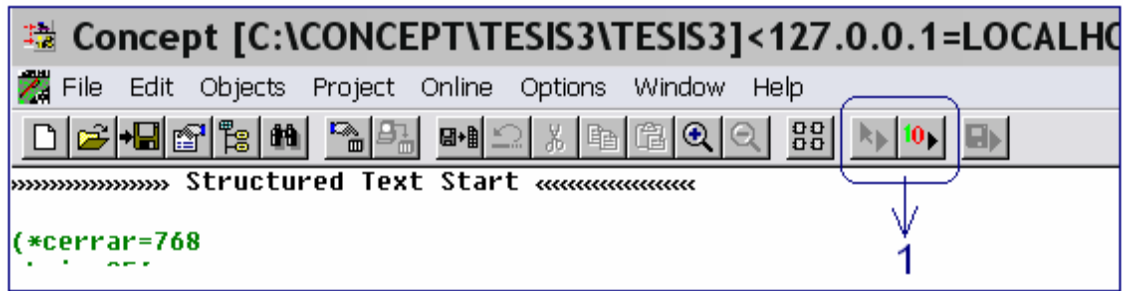 Concept [C:\CONCEPT\TESIS3\TESIS3]<127.0.0.1=LOCALHO
File Edit Objects Project Online Options Window Help
10
»»»»»»»»»»»»»»»»»»» Structured Text Start «««««««««««««««««««
(*cerrar=768
1